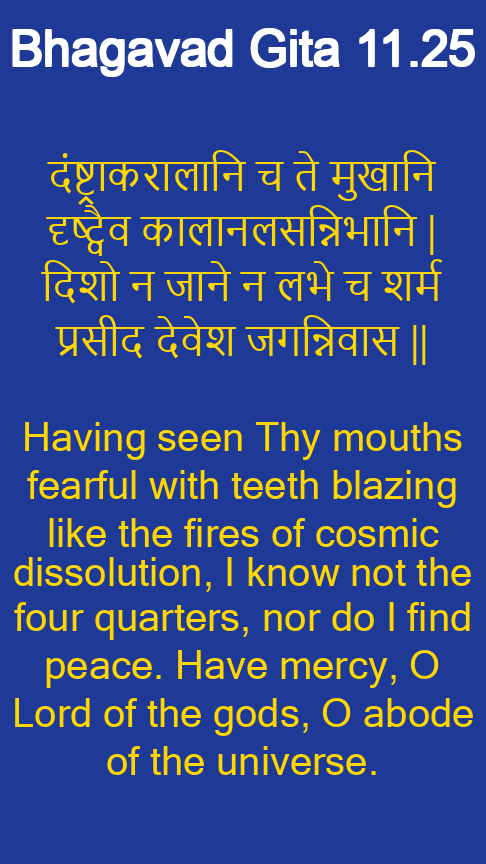 Bhagavad Gita 11.25
दंष्ट्राकरालानि च ते मुखानि
दृष्ट्वैव कालानलसन्निभानि |
दिशो न जाने न लभे च शर्म
प्रसीद देवेश जगन्निवास ||
Having seen Thy mouths
fearful with teeth blazing
like the fires of cosmic
dissolution, I know not the
four quarters, nor do I find
peace. Have mercy, O
Lord of the gods, O abode
of the universe.